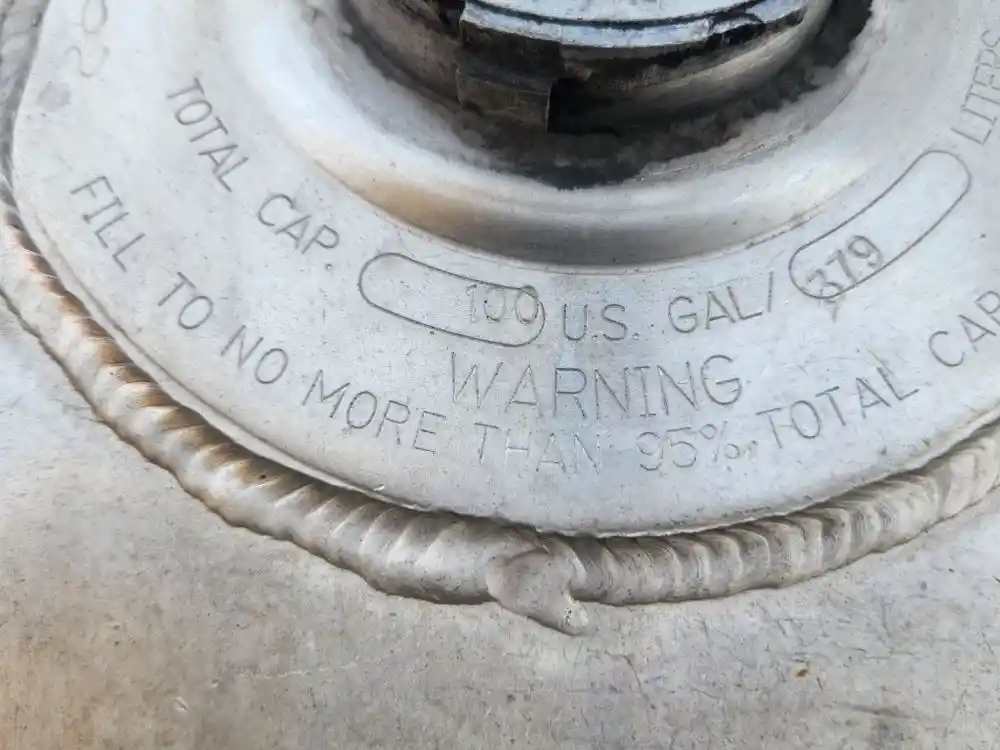 TOTAL CAP. 100 U.S. GAL/ 379 LITERS
WARNING
FILL TO NO MORE THAN 95% TOTAL CAP